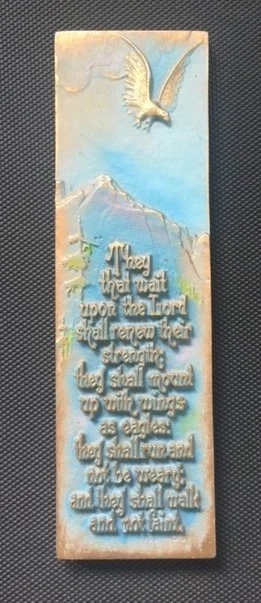 They
that wait
upon the Lord
shall renew their
strength;
they shall mount
up with wings
as eagles:
they shall run and
not be weary;
and they shall walk
and not faint.